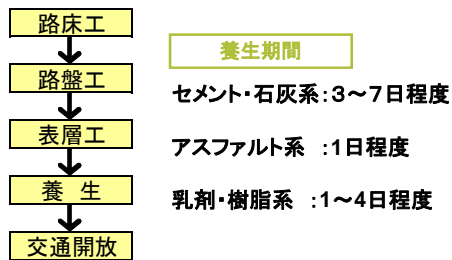 路床工
路盤工
表層工
養 生
交通開放
養生期間
セメント・石灰系:3～7日程度
アスファルト系 :1日程度
乳剤・樹脂系 :1～4日程度